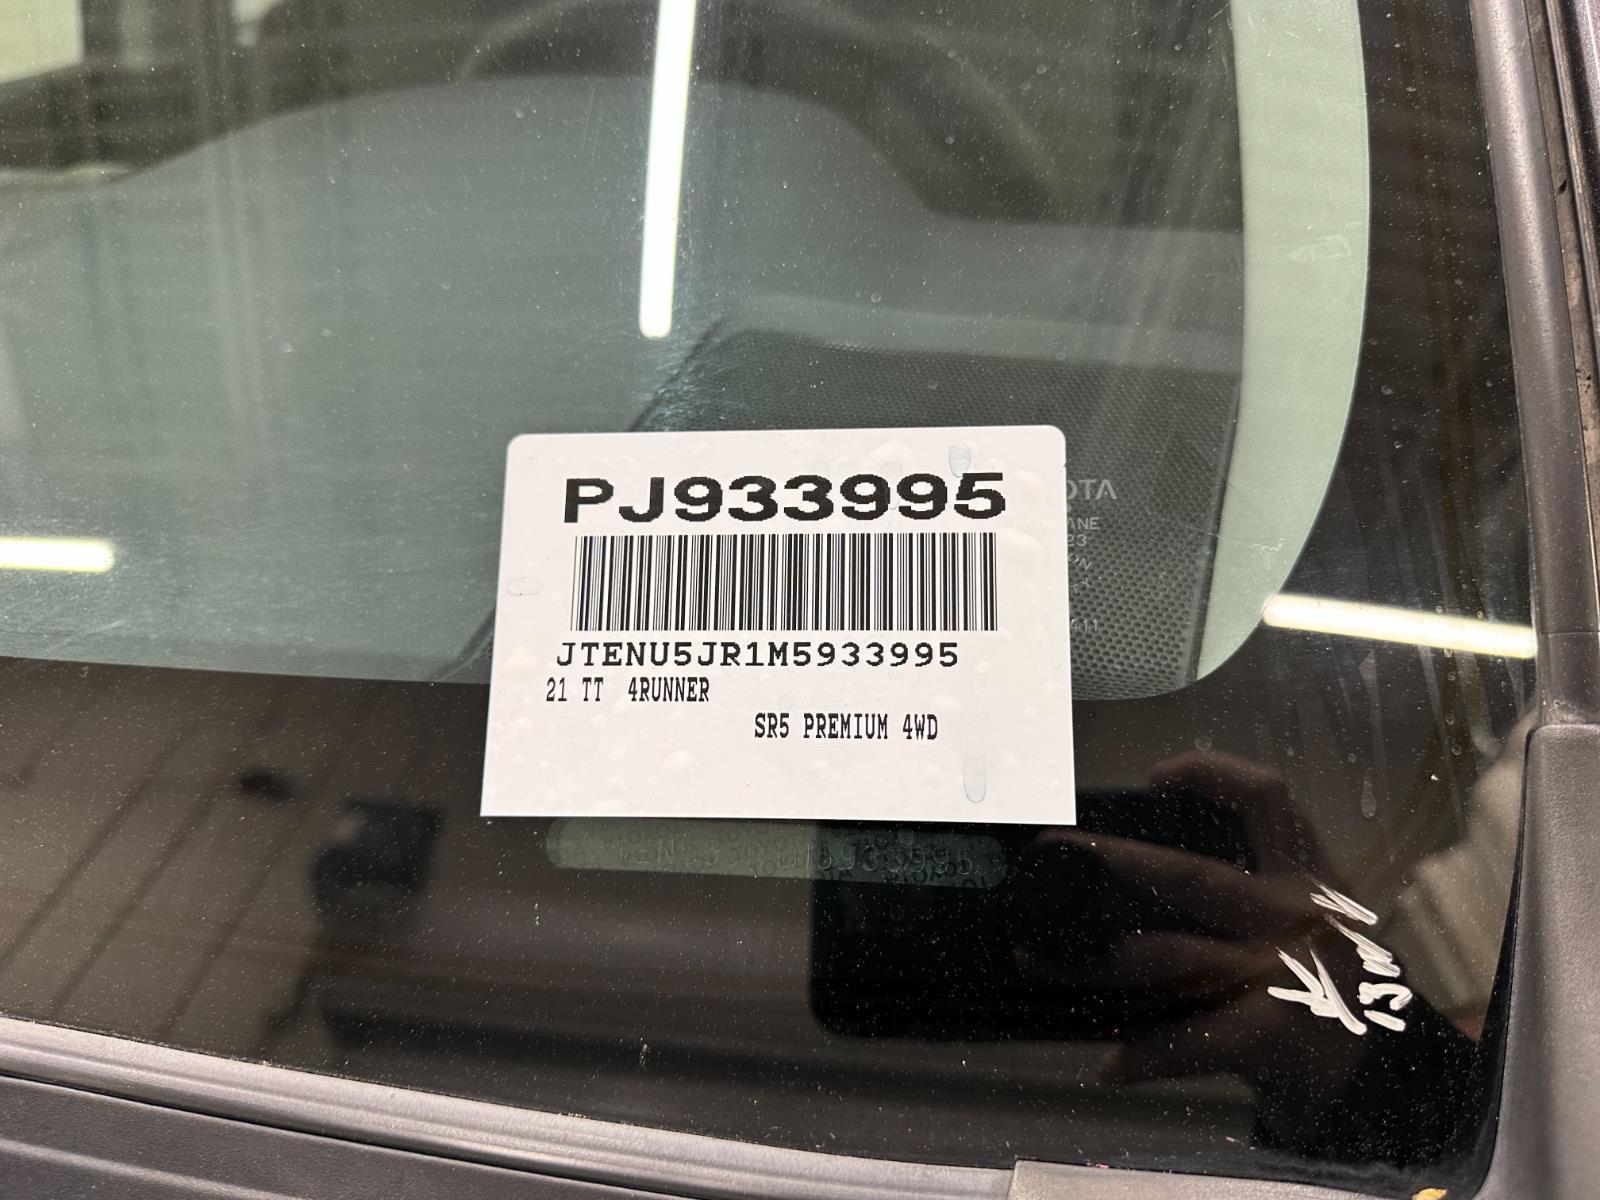 PJ933995
JTENU5JR1M5933995
21 TT 4RUNNER
SR5 PREMIUM 4WD